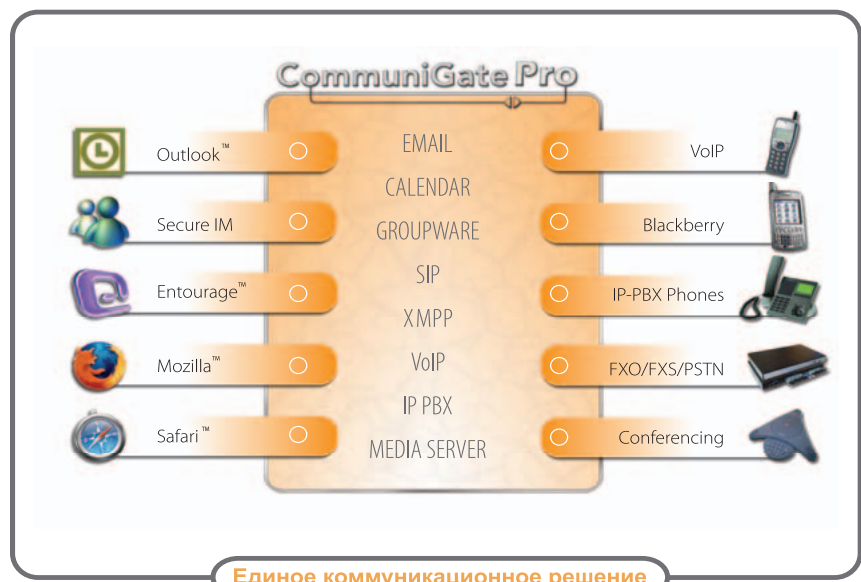 CommuniGate Pro
Outlook™
Secure IM
Entourage™
Mozilla™
Safari™
EMAIL
CALENDAR
GROUPWARE
SIP
XMPP
VoIP
IP PBX
MEDIA SERVER
VoIP
Blackberry
IP-PBX Phones
FXO/FXS/PSTN
Conferencing
Единое коммуникационное решение